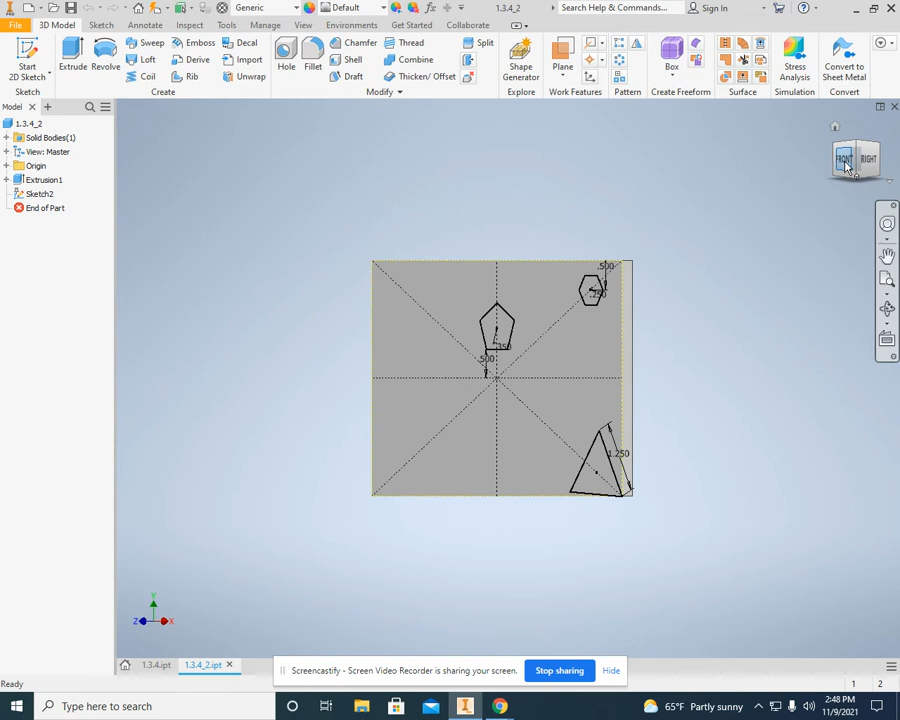 Generic
Default
1.3.4_2
Search Help & Commands...
Sign In
File
3D Model
Sketch
Annotate
Inspect
Tools
Manage
View
Environments
Get Started
Collaborate
Start
2D Sketch
Extrude
Revolve
Sweep
Loft
Coil
Emboss
Derive
Rib
Decal
Import
Unwrap
Hole
Fillet
Chamfer
Shell
Draft
Thread
Combine
Thicken/ Offset
Split
Shape
Generator
Plane
Box
Stress
Analysis
Convert to
Sheet Metal
Sketch
Create
Modify
Explore
Work Features
Pattern
Create Freeform
Surface
Simulation
Convert
Model
1.3.4_2
Solid Bodies(1)
View: Master
Origin
Extrusion1
Sketch2
End of Part
FRONT
RIGHT
.500
.250
.350
.500
1.250
Y
Z
X
1.3.4.ipt
1.3.4_2.ipt
Screencastify - Screen Video Recorder is sharing your screen.
Stop sharing
Hide
Ready
1
2
Type here to search
65°F Partly sunny
2:48 PM
11/9/2021